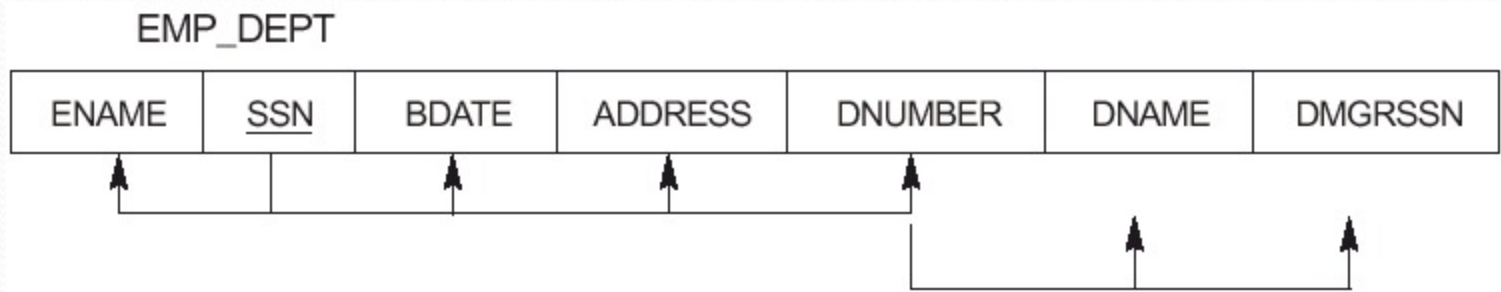 EMP_DEPT
ENAME SSN BDATE ADDRESS DNUMBER DNAME DMGRSSN